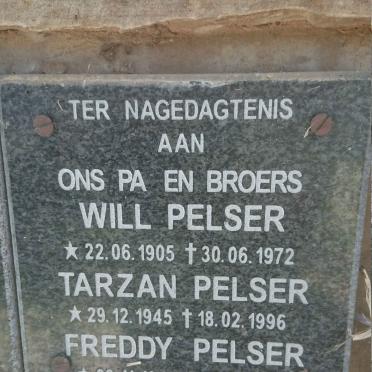 TER NAGEDAGTENIS
AAN
ONS PA EN BROERS
WILL PELSER
★ 22.06.1905 † 30.06.1972
TARZAN PELSER
★ 29.12.1945 † 18.02.1996
FREDDY PELSER